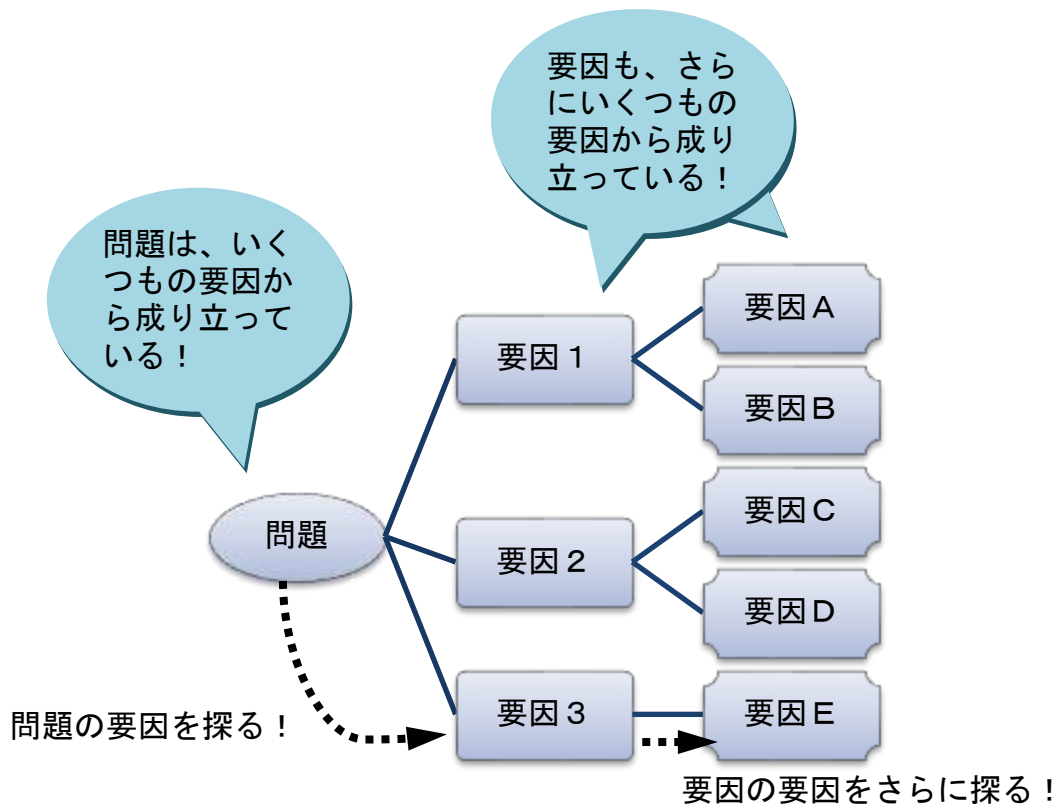 要因も、さら
にいくつもの
要因から成り
立っている！
問題は、いく
つもの要因か
ら成り立って
いる！
要因Ａ
要因１
要因Ｂ
要因Ｃ
問題
要因２
要因Ｄ
要因３
要因Ｅ
問題の要因を探る！
要因の要因をさらに探る！